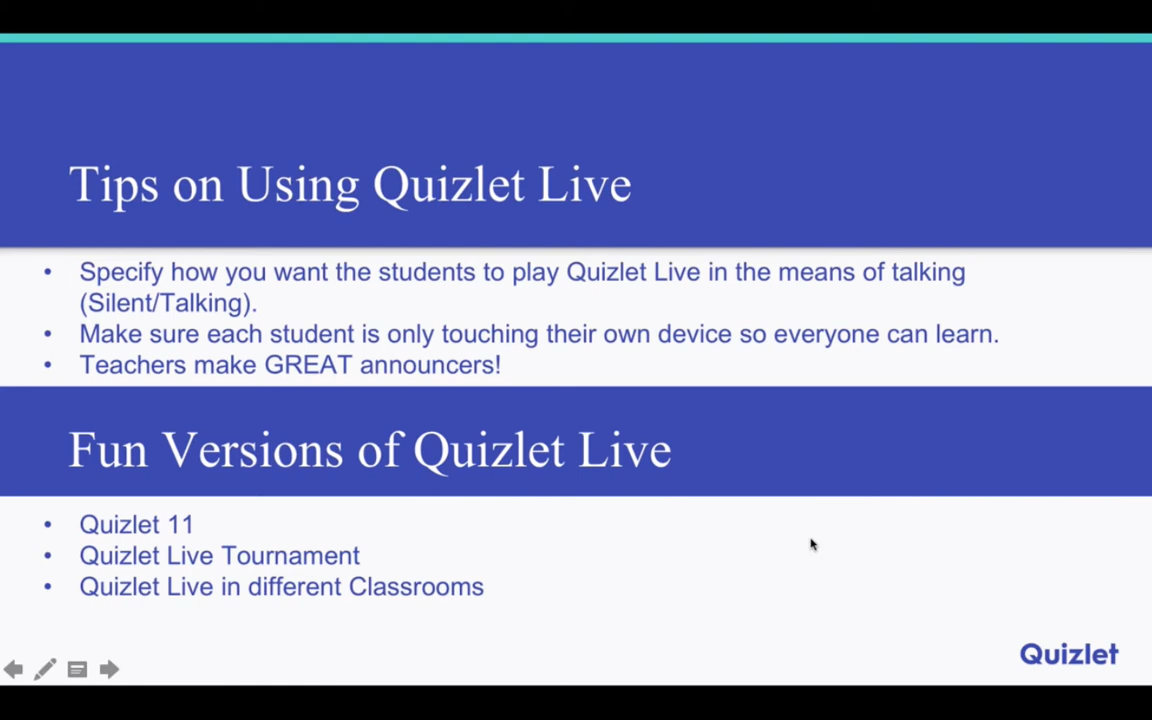 Tips on Using Quizlet Live
• Specify how you want the students to play Quizlet Live in the means of talking
(Silent/Talking).
• Make sure each student is only touching their own device so everyone can learn.
• Teachers make GREAT announcers!
Fun Versions of Quizlet Live
• Quizlet 11
• Quizlet Live Tournament
• Quizlet Live in different Classrooms
Quizlet